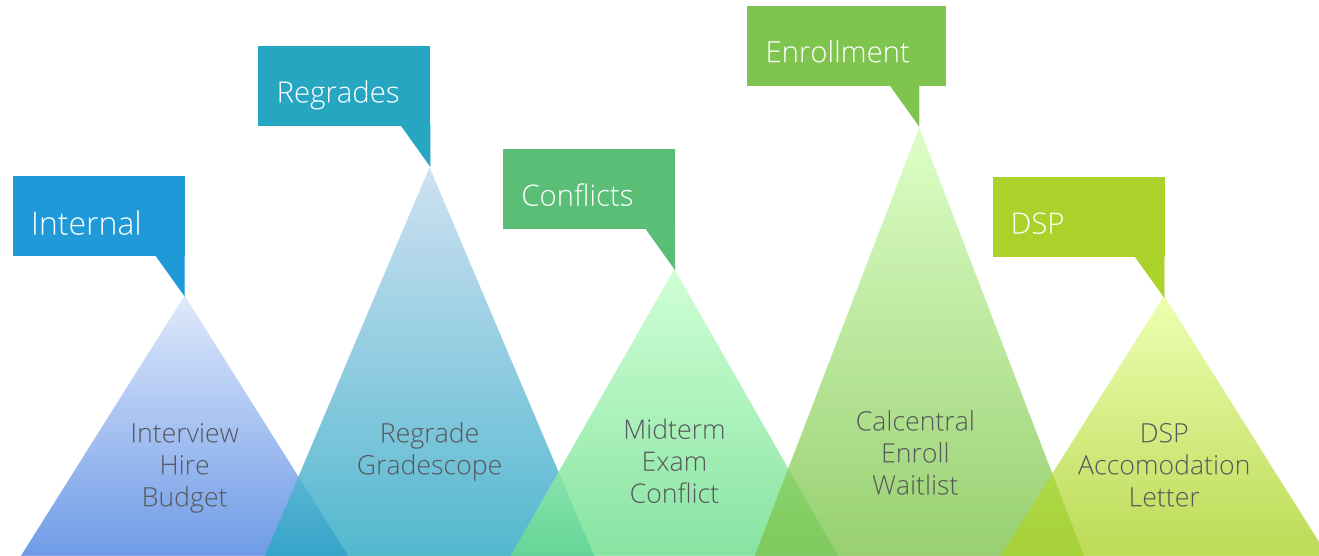 Internal
Regrades
Conflicts
Enrollment
DSP
Interview
Hire
Budget
Regrade
Gradescope
Midterm
Exam
Conflict
Calcentral
Enroll
Waitlist
DSP
Accomodation
Letter